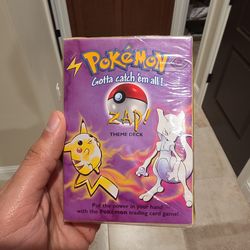 POKéMON
Gotta catch 'em all!
ZAP!
THEME DECK
Put the power in your hands
with the POKéMON trading card game!